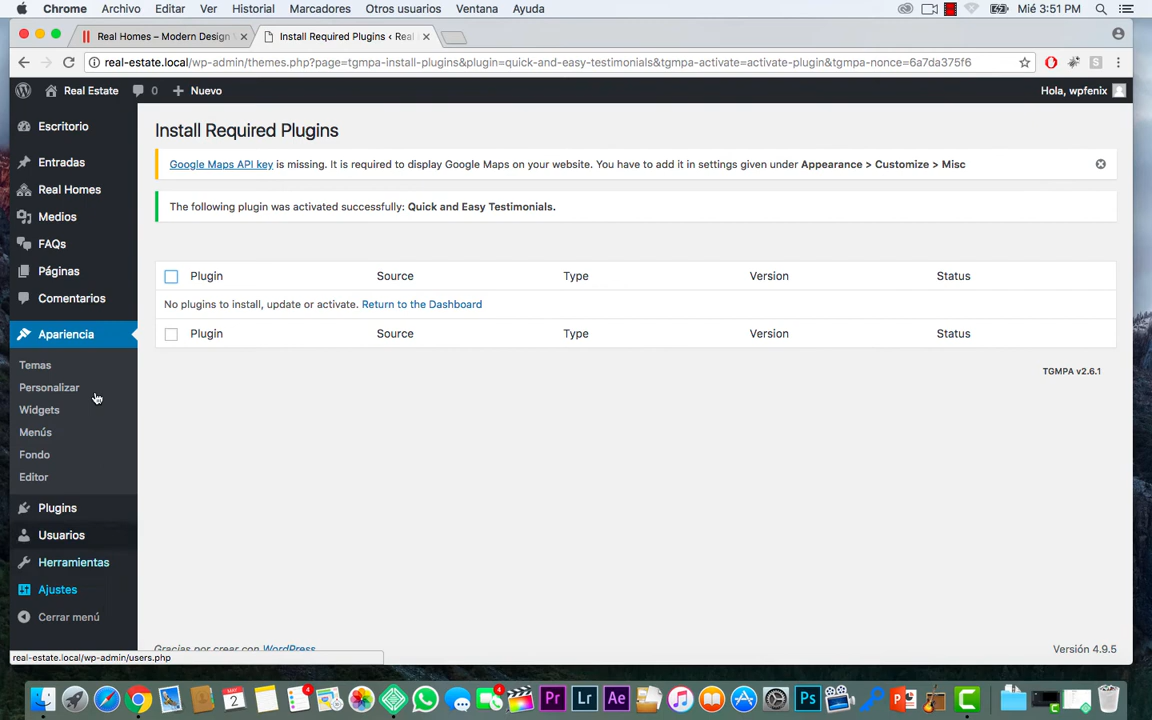 Chrome Archivo Editar Ver Historial Marcadores Otros usuarios Ventana Ayuda Mié 3:51 PM
Real Homes – Modern Design Install Required Plugins ‹ Real
real-estate.local/wp-admin/themes.php?page=tgmpa-install-plugins&plugin=quick-and-easy-testimonials&tgmpa-activate=activate-plugin&tgmpa-nonce=6a7da375f6
Real Estate 0 Nuevo Hola, wpfenix
Escritorio
Entradas
Real Homes
Medios
FAQs
Páginas
Comentarios
Apariencia
Temas
Personalizar
Widgets
Menús
Fondo
Editor
Plugins
Usuarios
Herramientas
Ajustes
Cerrar menú
Install Required Plugins
Google Maps API key is missing. It is required to display Google Maps on your website. You have to add it in settings given under Appearance > Customize > Misc
The following plugin was activated successfully: Quick and Easy Testimonials.
Plugin Source Type Version Status
No plugins to install, update or activate. Return to the Dashboard
Plugin Source Type Version Status
TGMPA v2.6.1
Gracias por crear con WordPress. Versión 4.9.5
real-estate.local/wp-admin/users.php
MAY 2 4 4 Pr Lr Ae Ps C